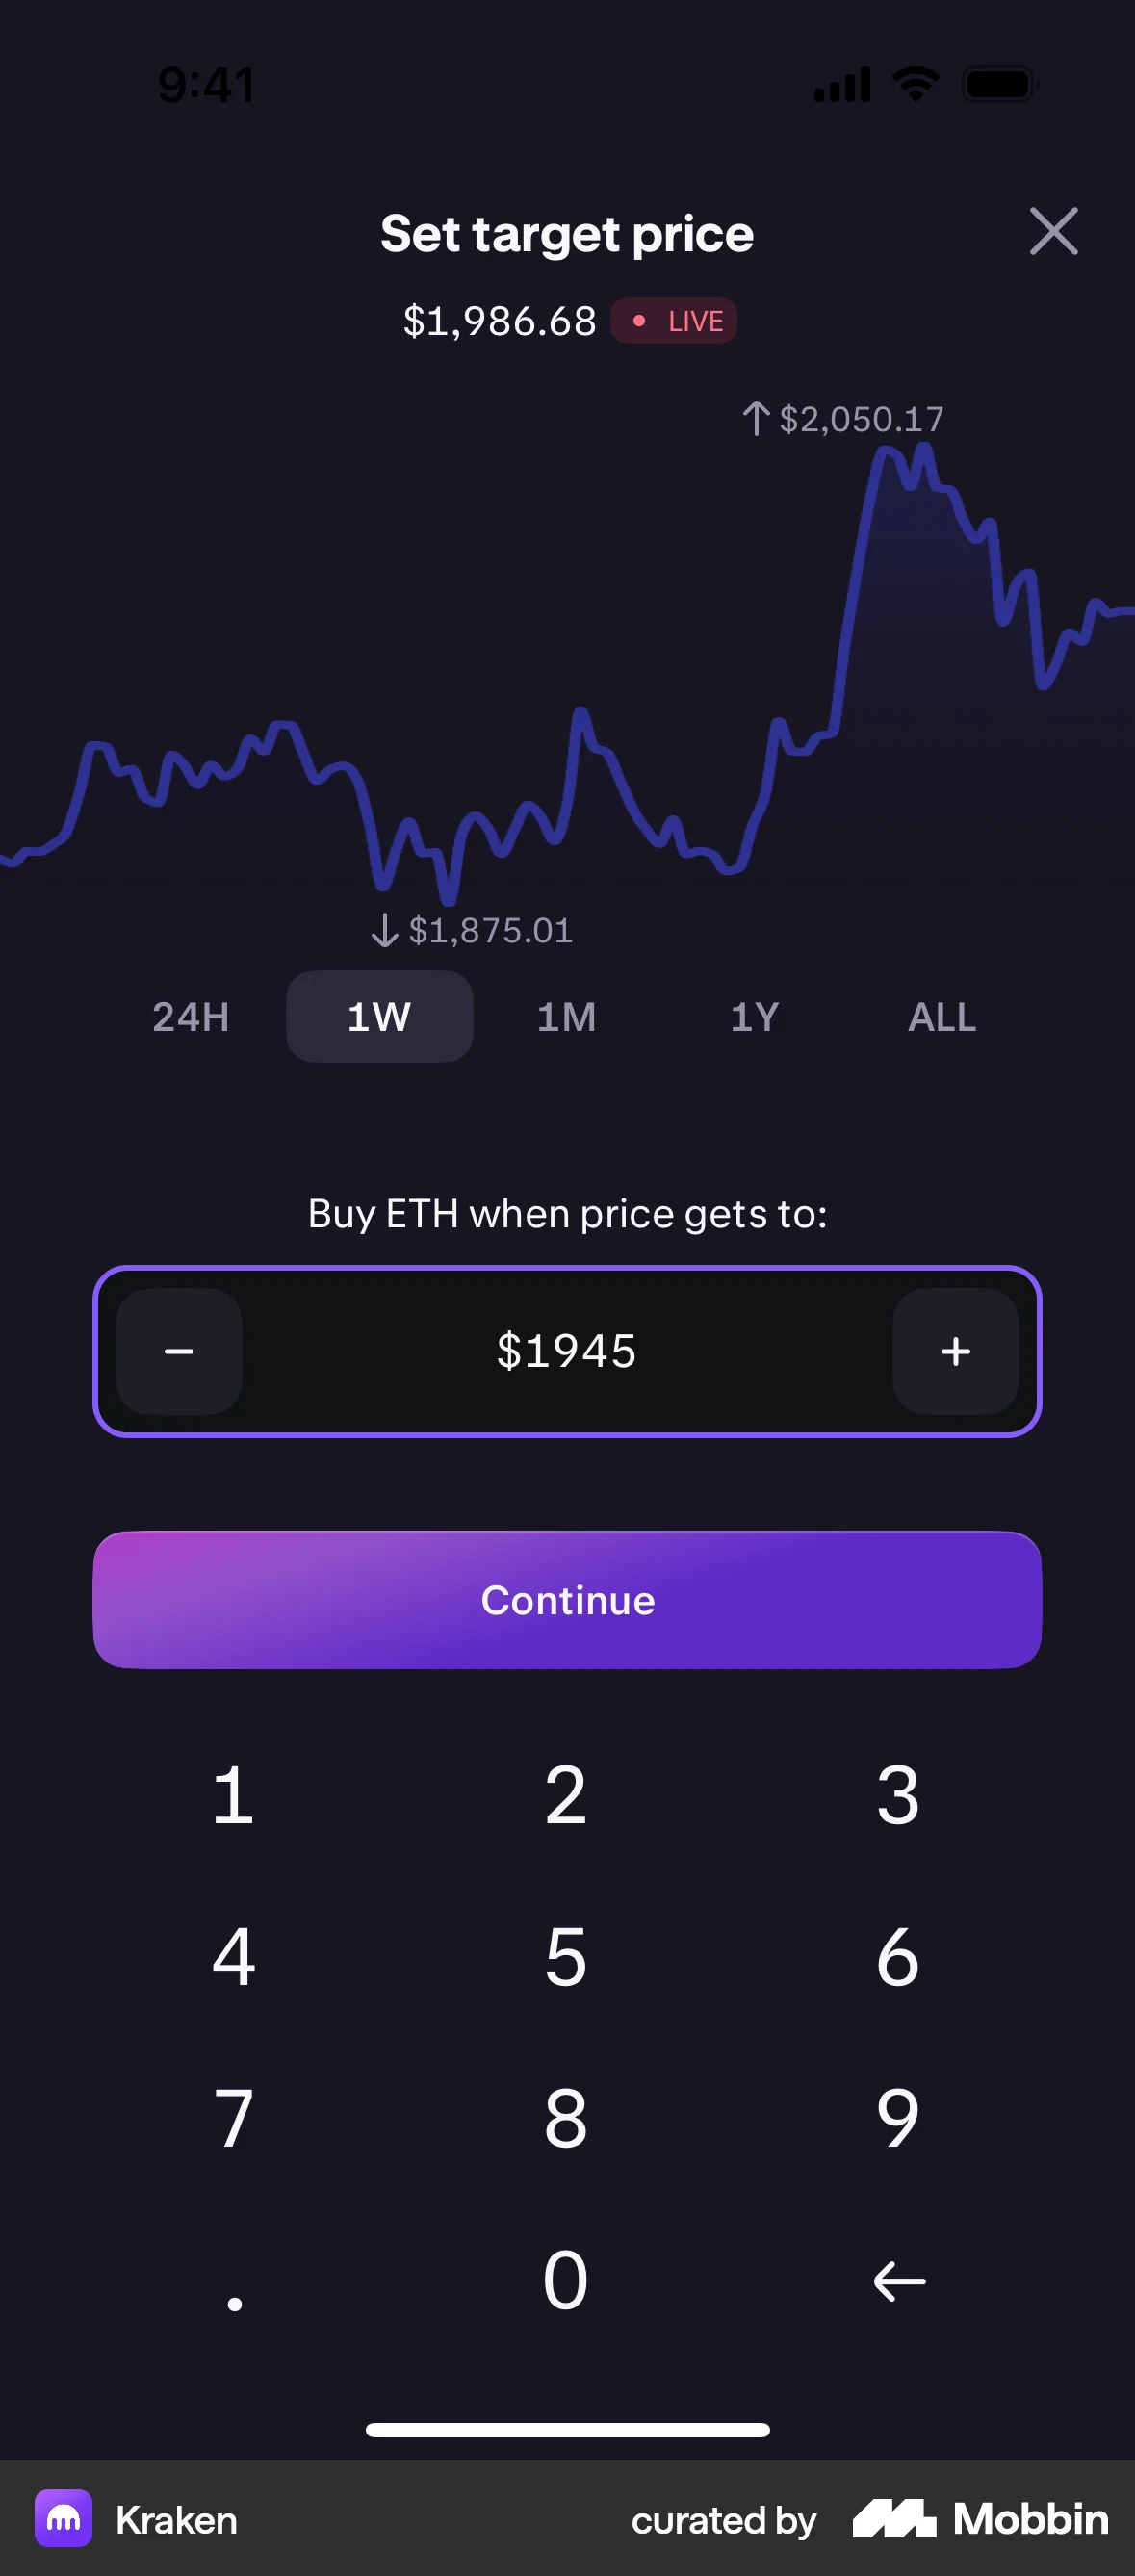 9:41
Set target price
$1,986.68 LIVE
↑ $2,050.17
↓ $1,875.01
24H 1W 1M 1Y ALL
Buy ETH when price gets to:
− $1945 +
Continue
1 2 3
4 5 6
7 8 9
. 0 ←
Kraken curated by Mobbin